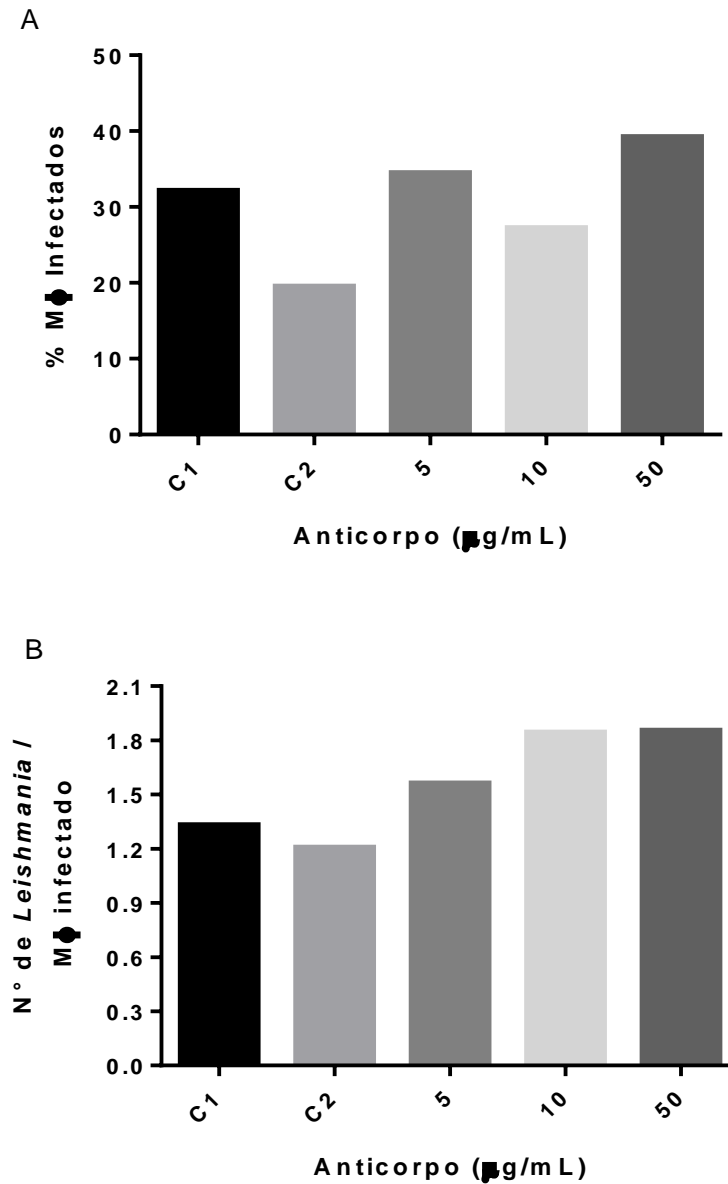 A
50
40
30
20
10
0
% MΦ Infectados
C1 C2 5 10 50
Anticorpo (μg/mL)
B
2.1
1.8
1.5
1.2
0.9
0.6
0.3
0.0
N° de Leishmania /
MΦ infectado
C1 C2 5 10 50
Anticorpo (μg/mL)